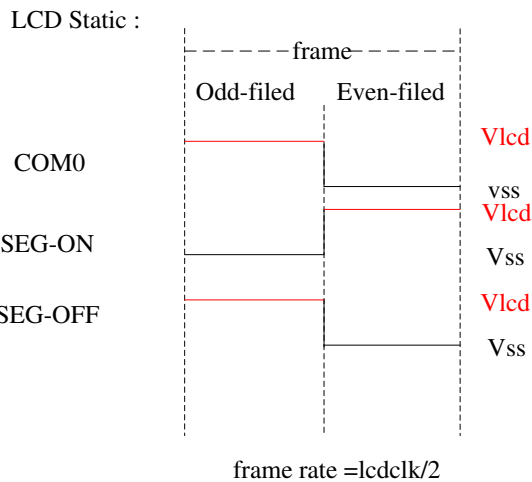 LCD Static :
frame
Odd-filed Even-filed
Vlcd
COM0
vss
Vlcd
SEG-ON
Vss
Vlcd
SEG-OFF
Vss
frame rate =lcdclk/2